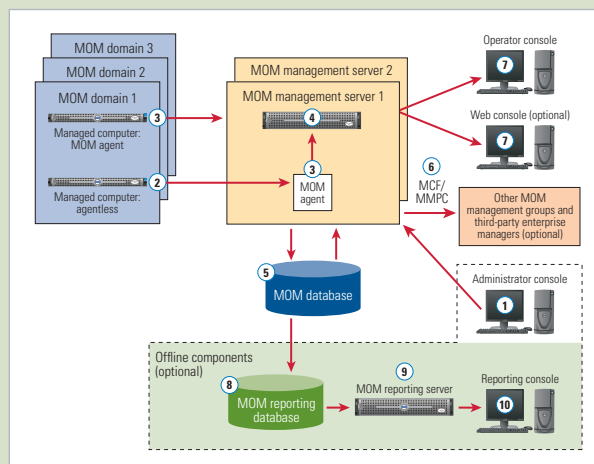 MOM domain 3
MOM domain 2
MOM domain 1
3
Managed computer:
MOM agent
2
Managed computer:
agentless
MOM management server 2
MOM management server 1
4
3
MOM
agent
Operator console
7
Web console (optional)
7
6
MCF/
MMPC
Other MOM
management groups and
third-party enterprise
managers (optional)
5
MOM database
Administrator console
1
Offline components
(optional)
8
MOM reporting
database
9
MOM reporting server
Reporting console
10